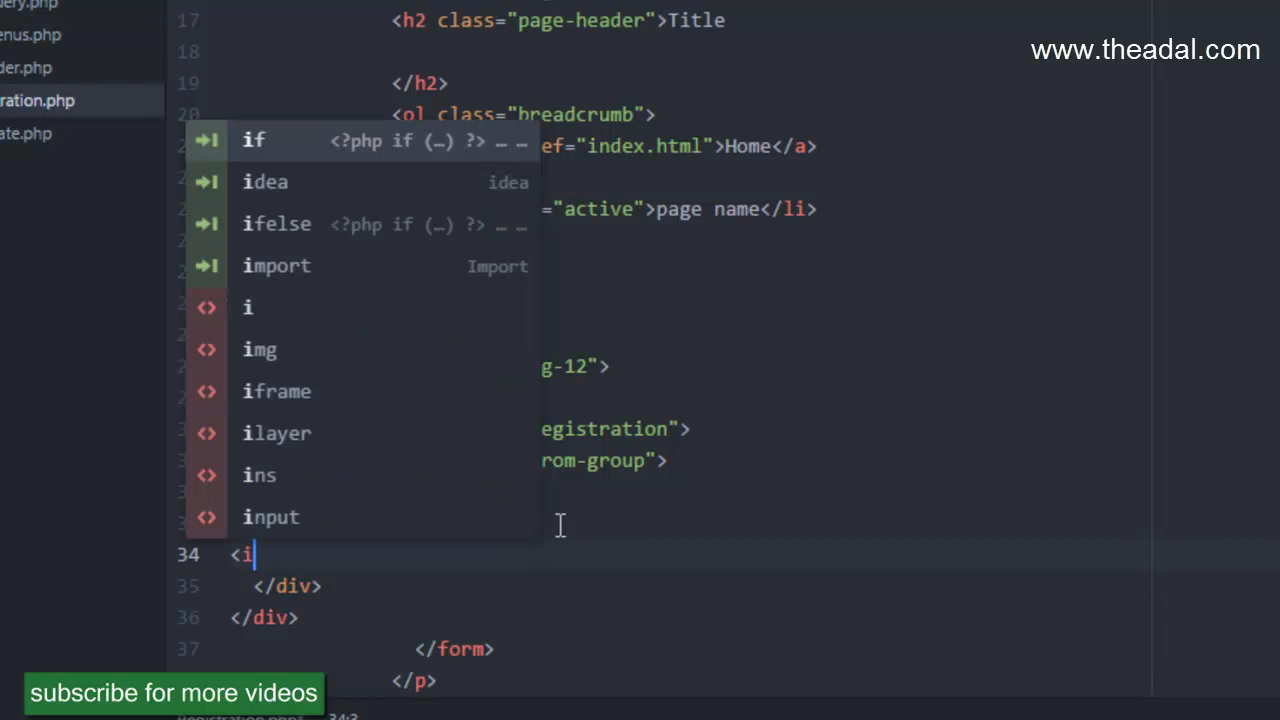 uery.php
enus.php
der.php
ration.php
ate.php
www.theadal.com
17 <h2 class="page-header">Title
18
19 </h2>
20 <ol class="breadcrumb">
ef="index.html">Home</a>
="active">page name</li>
g-12">
egistration">
rom-group">
if <?php if (…) ?> … …
idea idea
ifelse <?php if (…) ?> … …
import Import
i
img
iframe
ilayer
ins
input
34 <i
35 </div>
36 </div>
37 </form>
</p>
subscribe for more videos